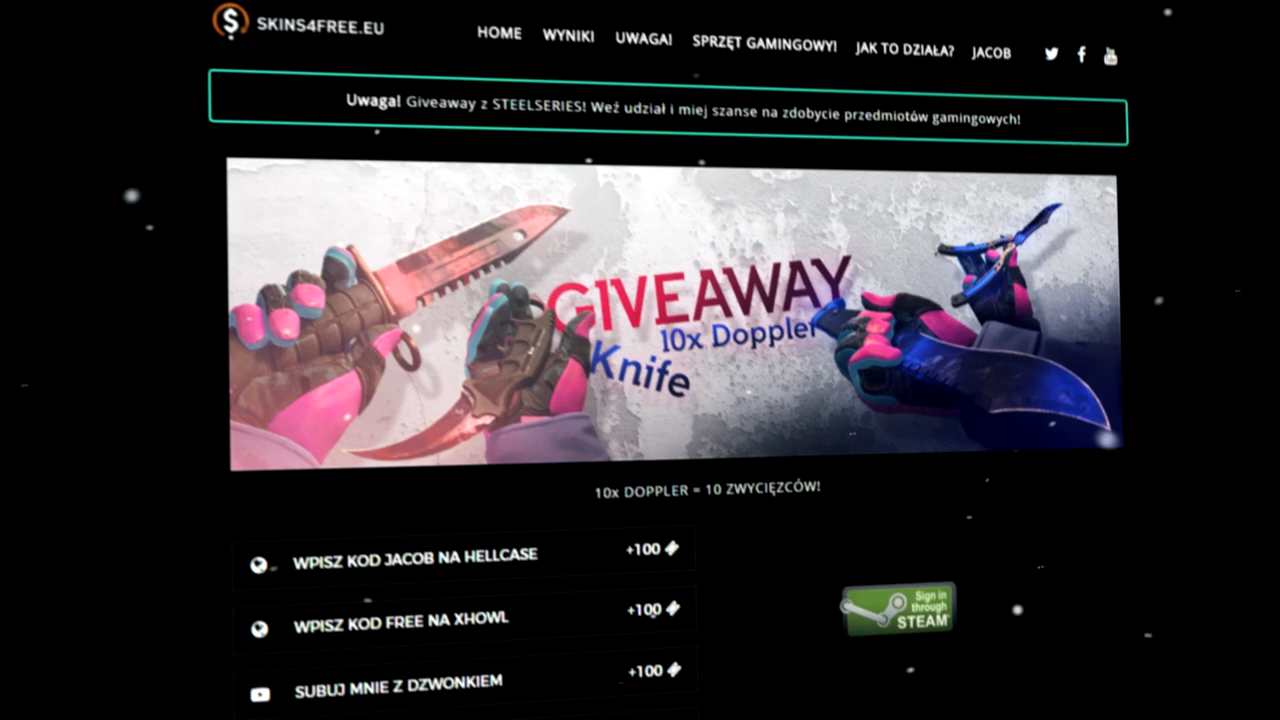 SKINS4FREE.EU
HOME WYNIKI UWAGA! SPRZĘT GAMINGOWY! JAK TO DZIAŁA? JACOB
Uwaga! Giveaway z STEELSERIES! Weź udział i miej szanse na zdobycie przedmiotów gamingowych!
GIVEAWAY
10x Doppler
Knife
10x DOPPLER = 10 ZWYCIĘZCÓW!
WPISZ KOD JACOB NA HELLCASE +100
WPISZ KOD FREE NA XHOWL +100
Sign in
through
STEAM
SUBUJ MNIE Z DZWONKIEM +100